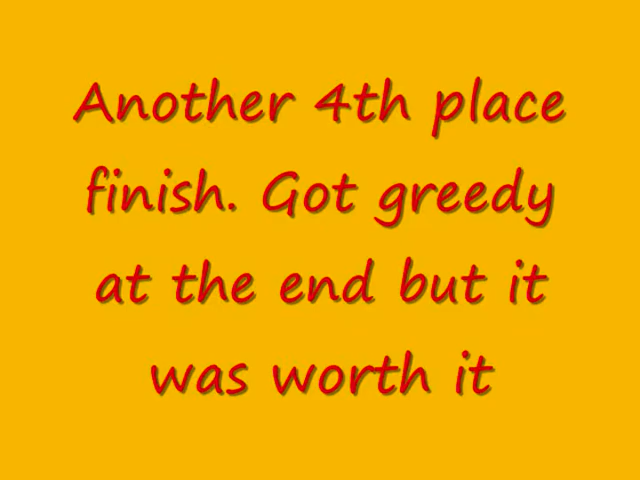 Another 4th place
finish. Got greedy
at the end but it
was worth it